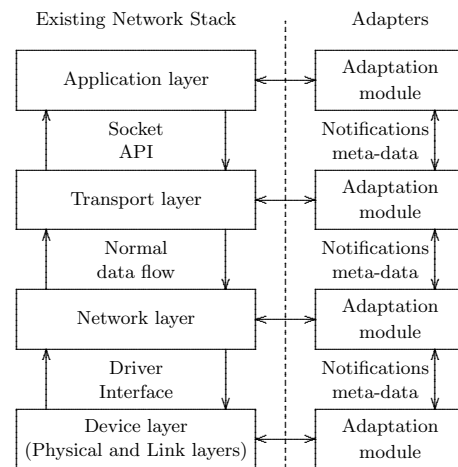 Existing Network Stack
Adapters
Application layer
Adaptation
module
Socket
API
Notifications
meta-data
Transport layer
Adaptation
module
Normal
data flow
Notifications
meta-data
Network layer
Adaptation
module
Driver
Interface
Notifications
meta-data
Device layer
(Physical and Link layers)
Adaptation
module